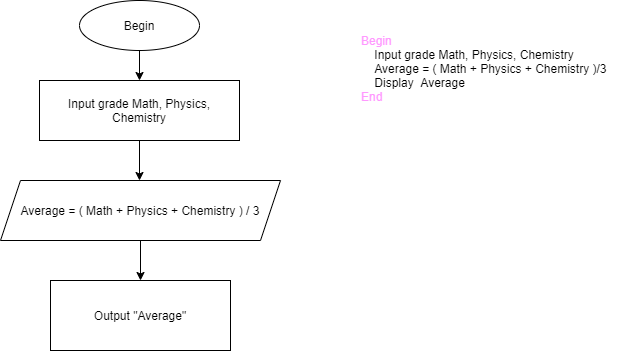 Begin
Input grade Math, Physics,
Chemistry
Average = ( Math + Physics + Chemistry ) / 3
Output "Average"
Begin
Input grade Math, Physics, Chemistry
Average = ( Math + Physics + Chemistry )/3
Display  Average
End